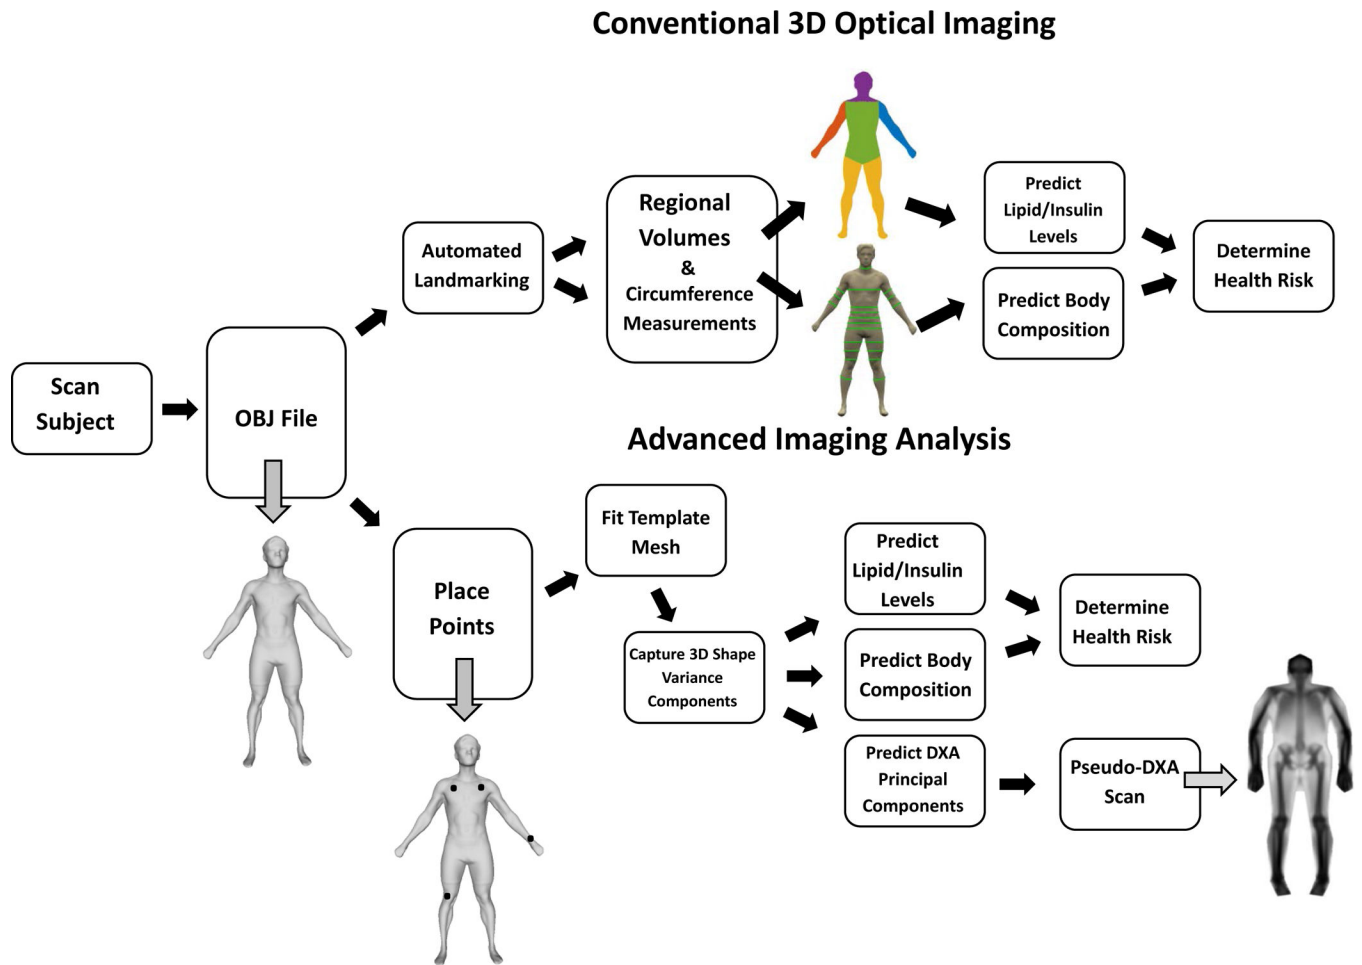 Conventional 3D Optical Imaging
Scan
Subject
OBJ File
Automated
Landmarking
Regional
Volumes
&
Circumference
Measurements
Predict
Lipid/Insulin
Levels
Predict Body
Composition
Determine
Health Risk
Advanced Imaging Analysis
Place
Points
Fit Template
Mesh
Capture 3D Shape
Variance
Components
Predict
Lipid/Insulin
Levels
Predict Body
Composition
Predict DXA
Principal
Components
Determine
Health Risk
Pseudo-DXA
Scan